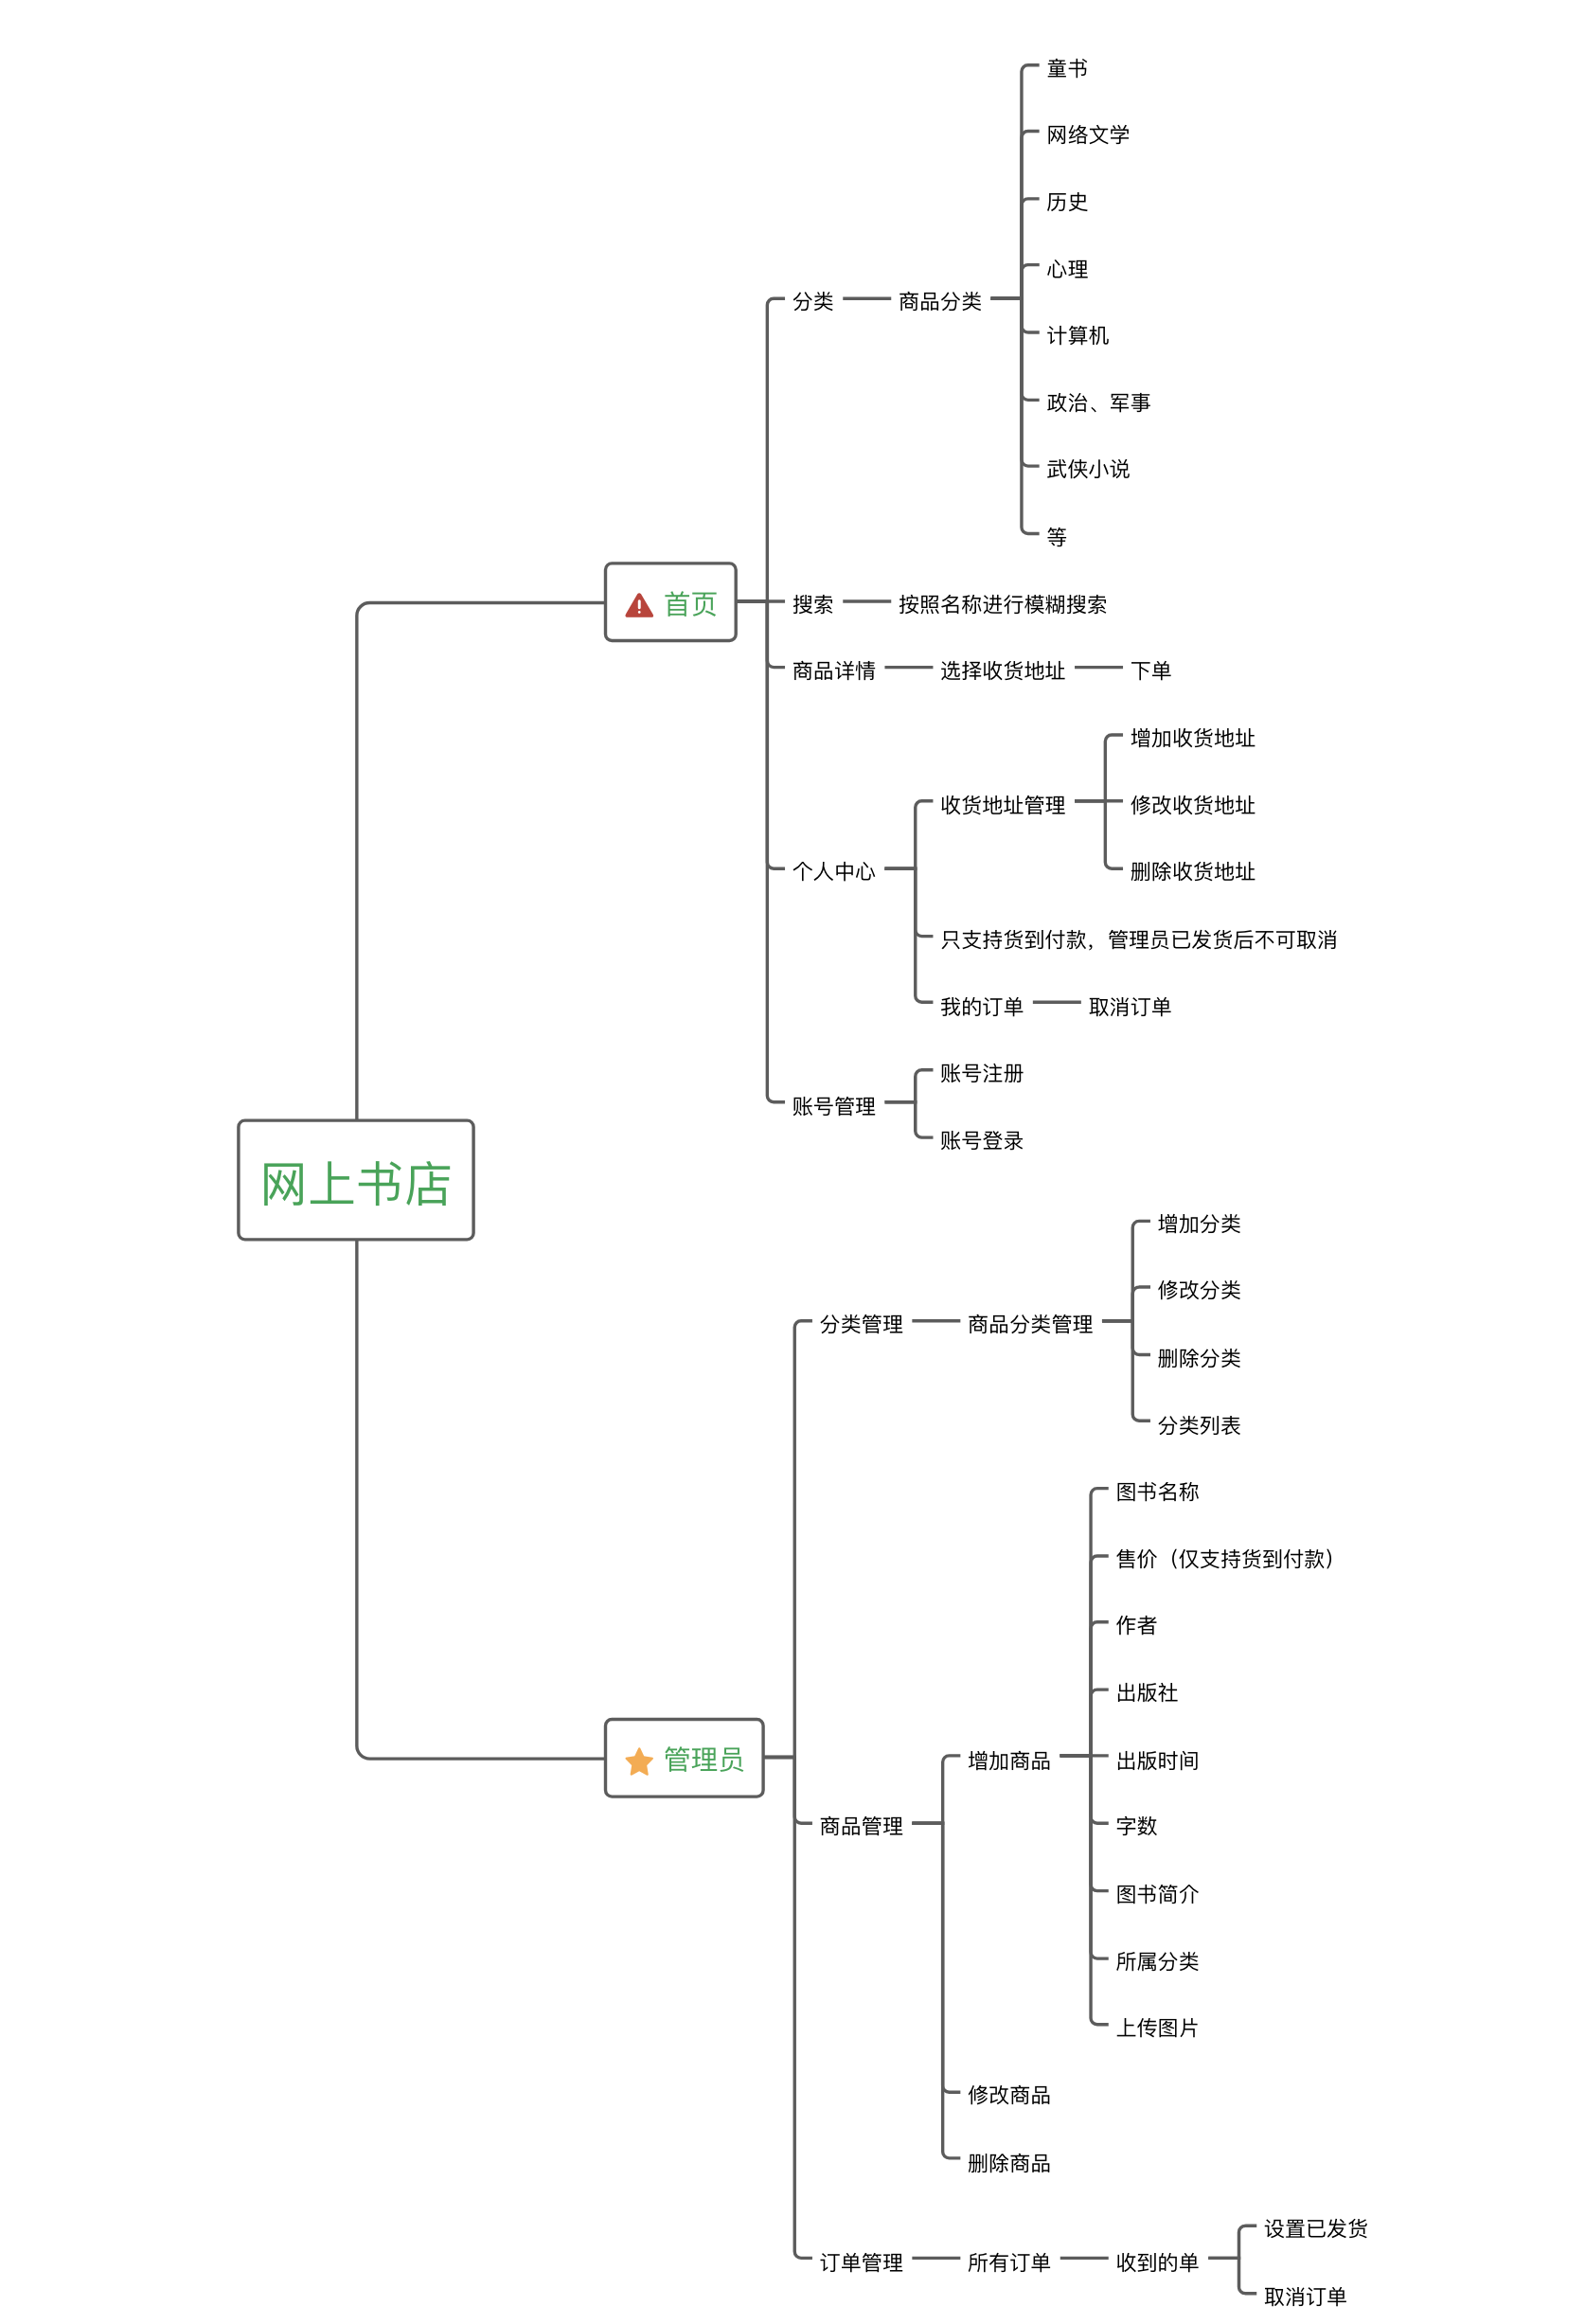 童书
网络文学
历史
心理
分类
商品分类
计算机
政治、军事
武侠小说
等
首页
搜索
按照名称进行模糊搜索
商品详情
选择收货地址
下单
增加收货地址
收货地址管理
修改收货地址
个人中心
删除收货地址
只支持货到付款，管理员已发货后不可取消
我的订单
取消订单
账号注册
账号管理
账号登录
网上书店
增加分类
修改分类
分类管理
商品分类管理
删除分类
分类列表
图书名称
售价（仅支持货到付款）
作者
出版社
管理员
增加商品
出版时间
商品管理
字数
图书简介
所属分类
上传图片
修改商品
删除商品
设置已发货
订单管理
所有订单
收到的单
取消订单